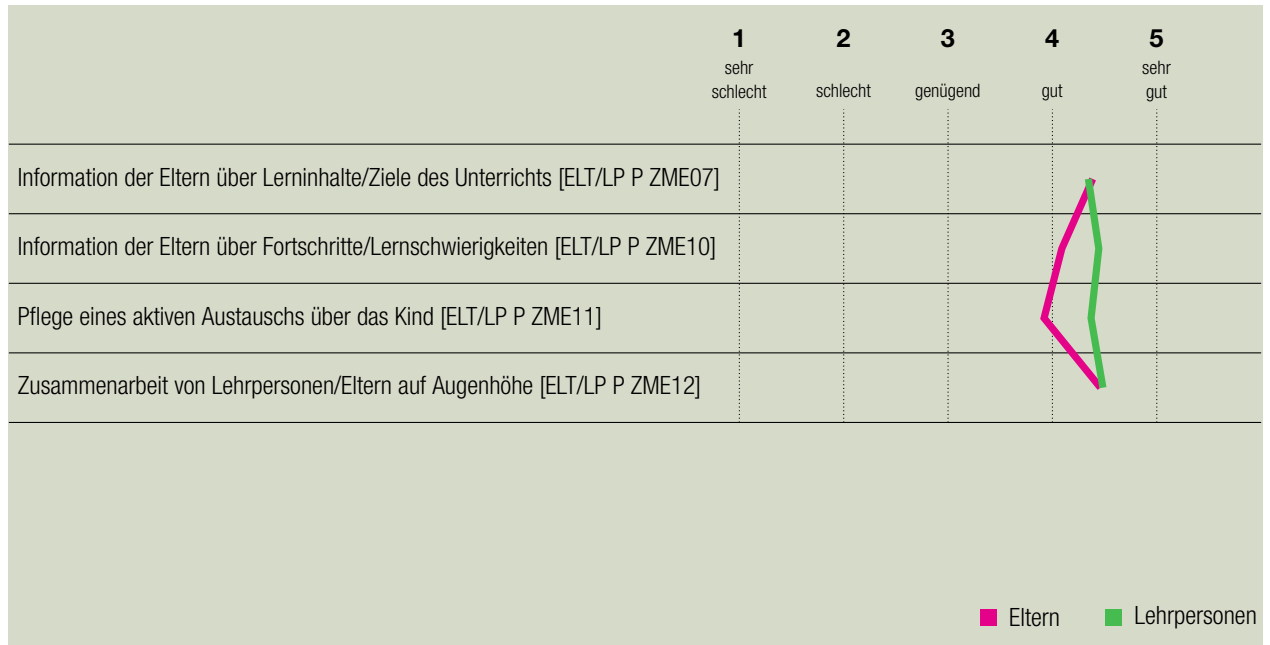 1 2 3 4 5
sehr sehr
schlecht schlecht genügend gut gut
Information der Eltern über Lerninhalte/Ziele des Unterrichts [ELT/LP P ZME07]
Information der Eltern über Fortschritte/Lernschwierigkeiten [ELT/LP P ZME10]
Pflege eines aktiven Austauschs über das Kind [ELT/LP P ZME11]
Zusammenarbeit von Lehrpersonen/Eltern auf Augenhöhe [ELT/LP P ZME12]
Eltern Lehrpersonen